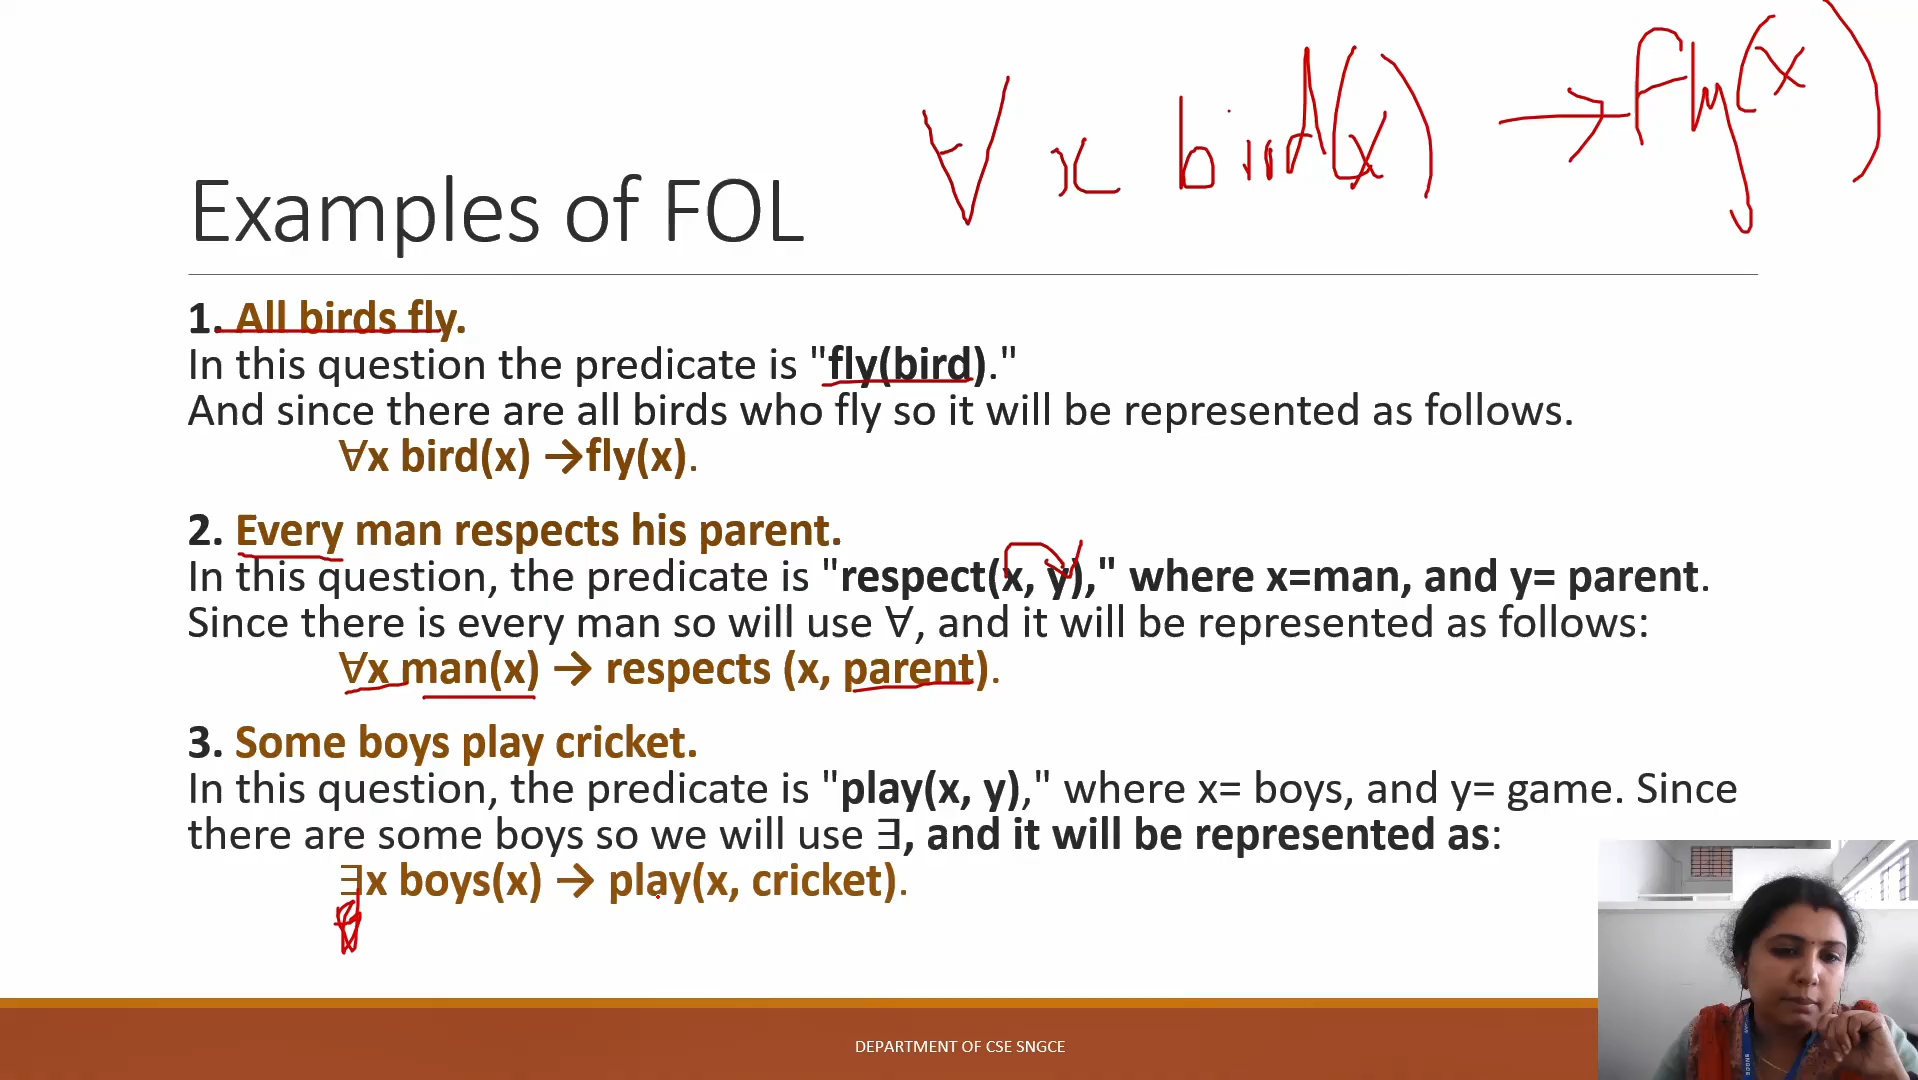 ∀ x bird(x) → fly(x)
Examples of FOL
1. All birds fly.
In this question the predicate is "fly(bird)."
And since there are all birds who fly so it will be represented as follows.
∀x bird(x) →fly(x).
2. Every man respects his parent.
In this question, the predicate is "respect(x, y)," where x=man, and y= parent.
Since there is every man so will use ∀, and it will be represented as follows:
∀x man(x) → respects (x, parent).
3. Some boys play cricket.
In this question, the predicate is "play(x, y)," where x= boys, and y= game. Since
there are some boys so we will use ∃, and it will be represented as:
∃x boys(x) → play(x, cricket).
DEPARTMENT OF CSE SNGCE